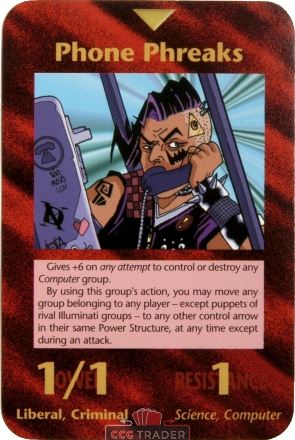 Phone Phreaks
Gives +6 on any attempt to control or destroy any
Computer group.
By using this group's action, you may move any
group belonging to any player – except puppets of
rival Illuminati groups – to any other control arrow
in their same Power Structure, at any time except
during an attack.
1/1 POWER
RESISTANCE 1
Liberal, Criminal
Science, Computer
CCG TRADER